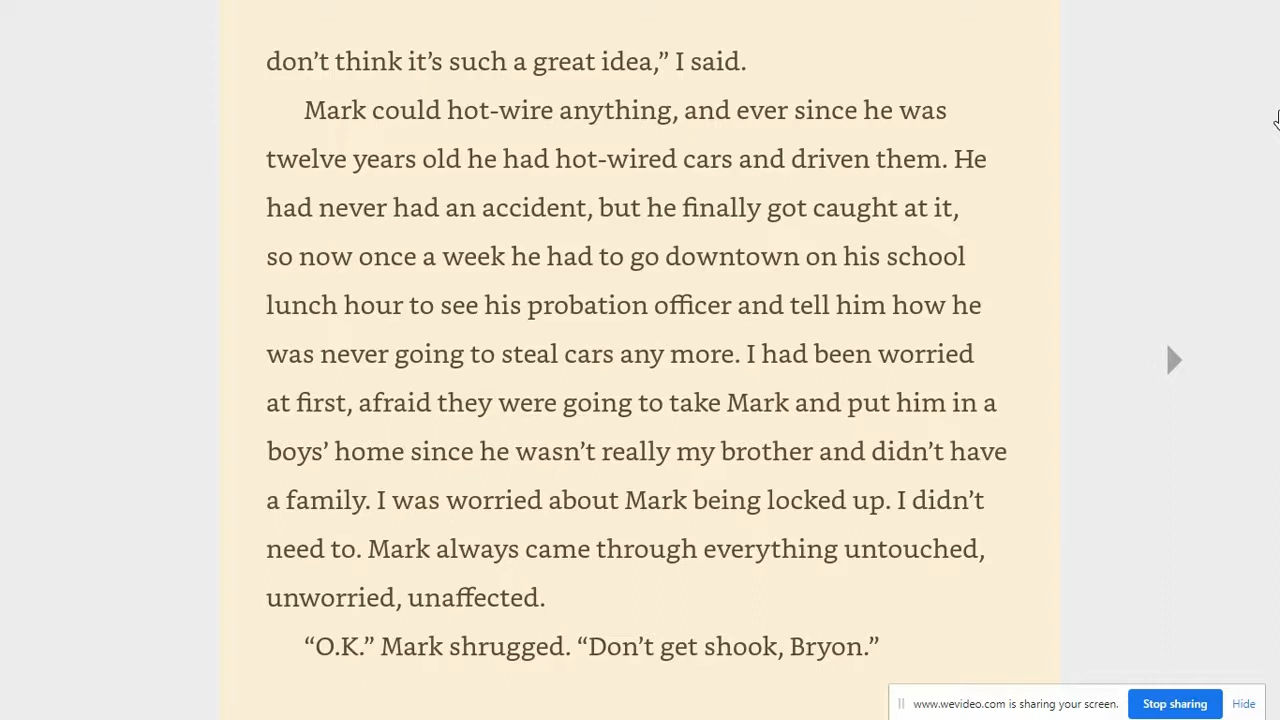 don’t think it’s such a great idea,” I said.
Mark could hot-wire anything, and ever since he was
twelve years old he had hot-wired cars and driven them. He
had never had an accident, but he finally got caught at it,
so now once a week he had to go downtown on his school
lunch hour to see his probation officer and tell him how he
was never going to steal cars any more. I had been worried
at first, afraid they were going to take Mark and put him in a
boys’ home since he wasn’t really my brother and didn’t have
a family. I was worried about Mark being locked up. I didn’t
need to. Mark always came through everything untouched,
unworried, unaffected.
“O.K.” Mark shrugged. “Don’t get shook, Bryon.”
www.wevideo.com is sharing your screen. Stop sharing Hide